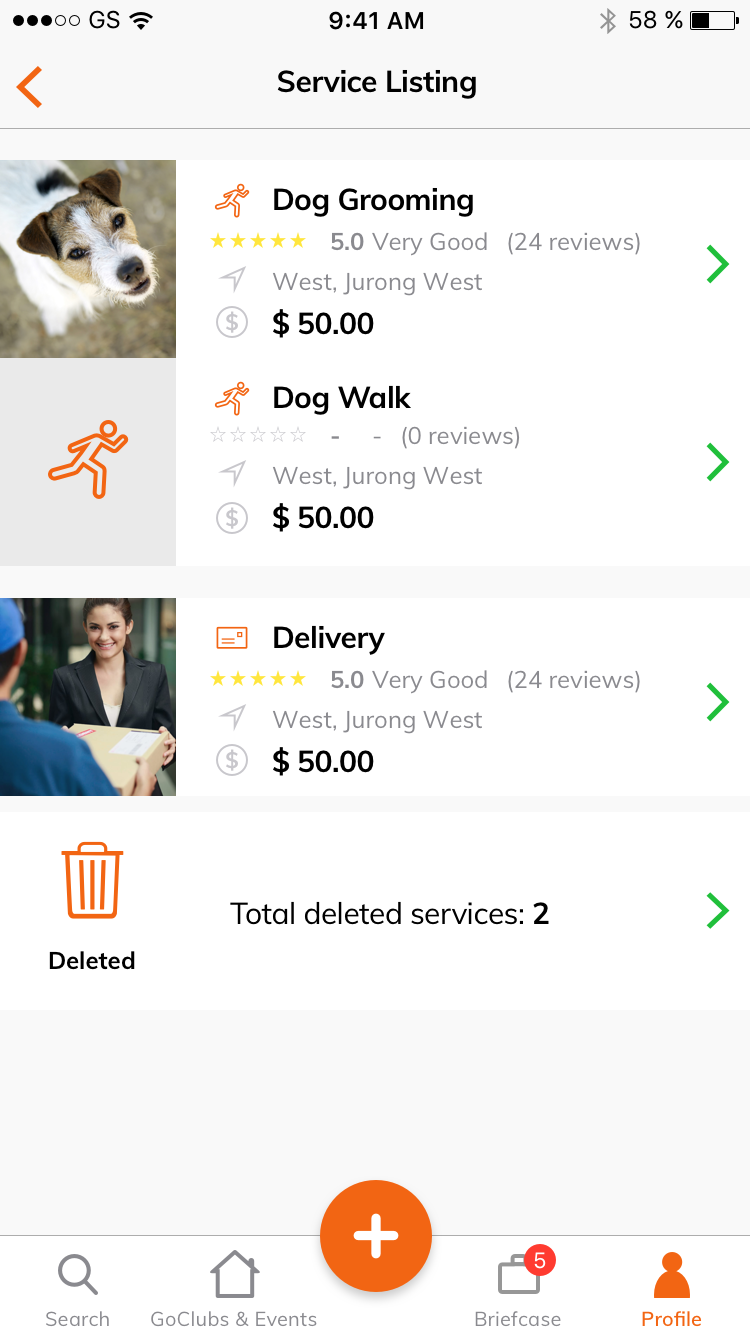 GS 9:41 AM 58 %
Service Listing
Dog Grooming
5.0 Very Good (24 reviews)
West, Jurong West
$ $ 50.00
Dog Walk
- - (0 reviews)
West, Jurong West
$ $ 50.00
Delivery
5.0 Very Good (24 reviews)
West, Jurong West
$ $ 50.00
Total deleted services: 2
Deleted
5
Search GoClubs & Events Briefcase Profile